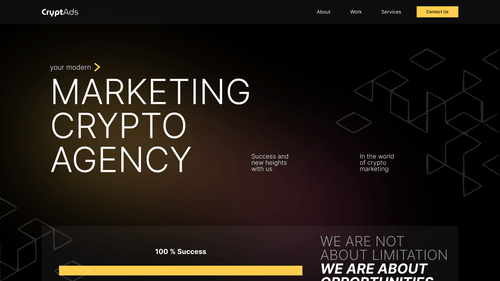 CryptAds
About
Work
Services
Contact Us
your modern
MARKETING
CRYPTO
AGENCY
Success and
new heights
with us
In the world
of crypto
marketing
100 % Success
WE ARE NOT
ABOUT LIMITATION
WE ARE ABOUT
OPPORTUNITIES